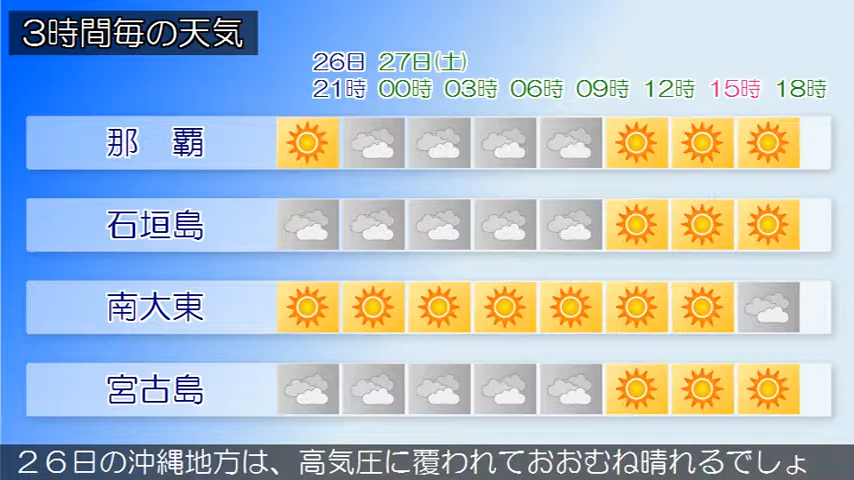 3時間毎の天気
26日 27日(土)
21時 00時 03時 06時 09時 12時 15時 18時
那　覇
石垣島
南大東
宮古島
２６日の沖縄地方は、高気圧に覆われておおむね晴れるでしょ